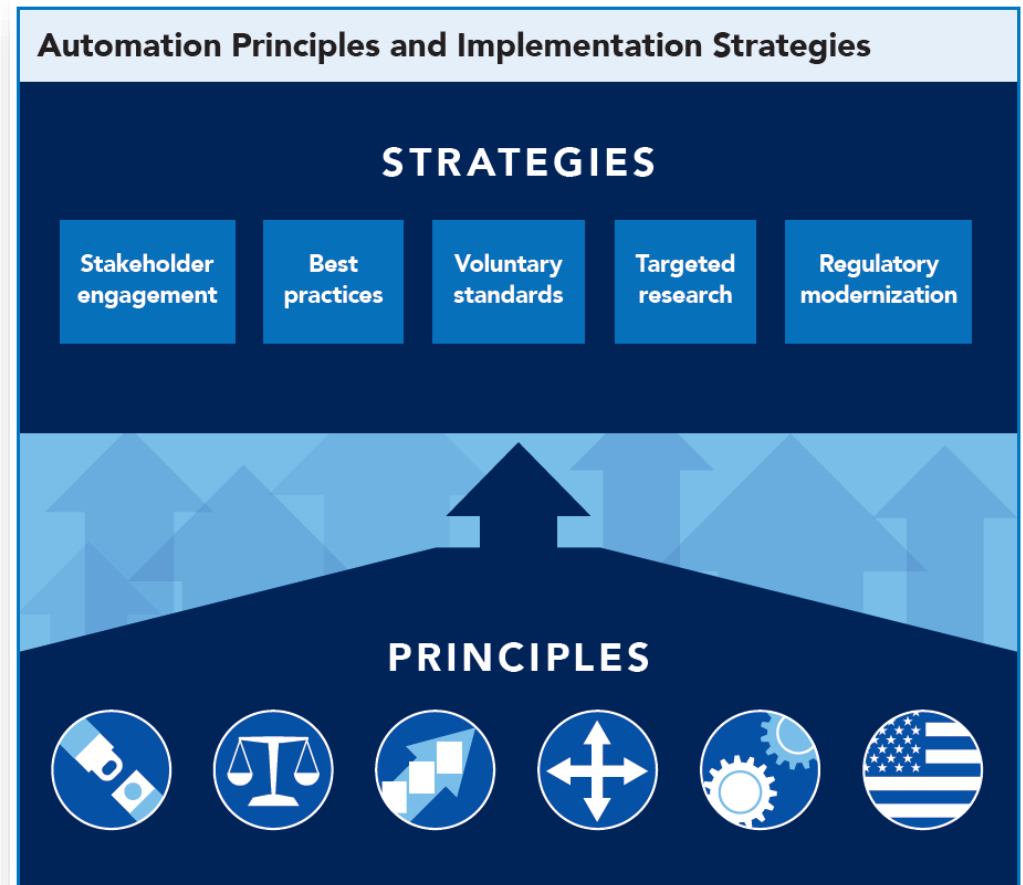 Automation Principles and Implementation Strategies
STRATEGIES
Stakeholder
engagement
Best
practices
Voluntary
standards
Targeted
research
Regulatory
modernization
PRINCIPLES